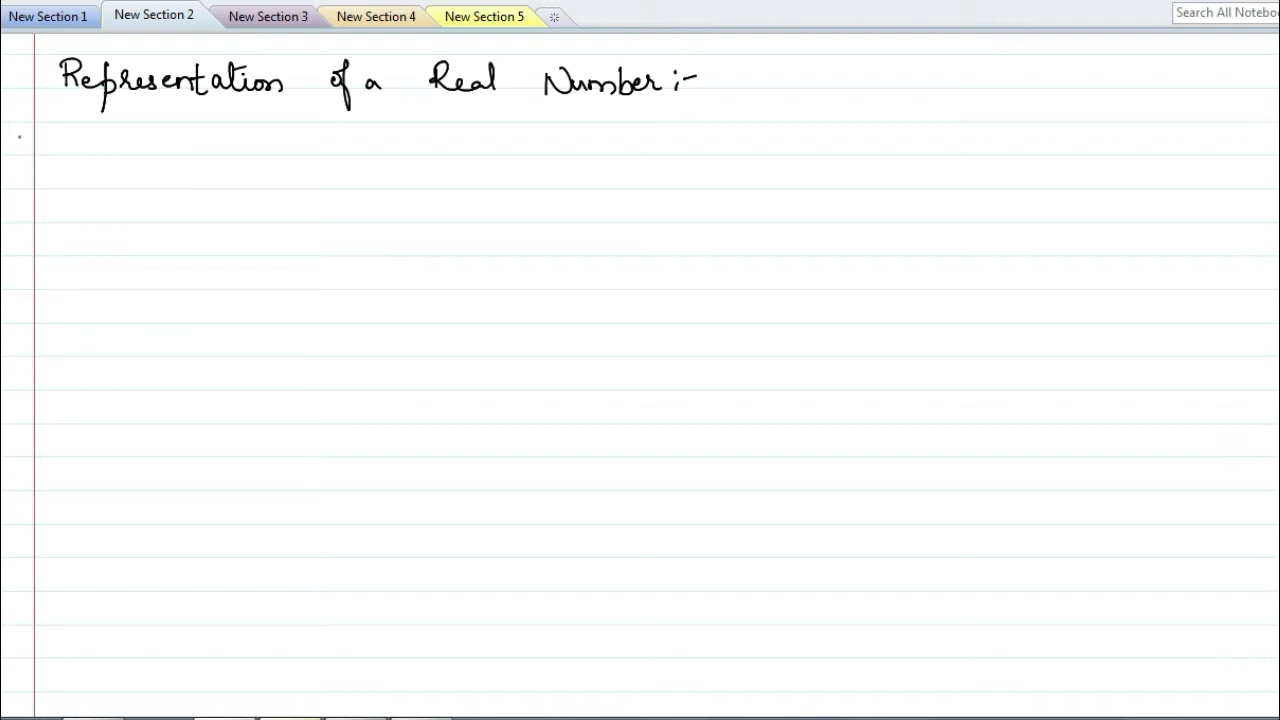 New Section 1 New Section 2 New Section 3 New Section 4 New Section 5 Search All Notebo
Representation of a Real Number :-